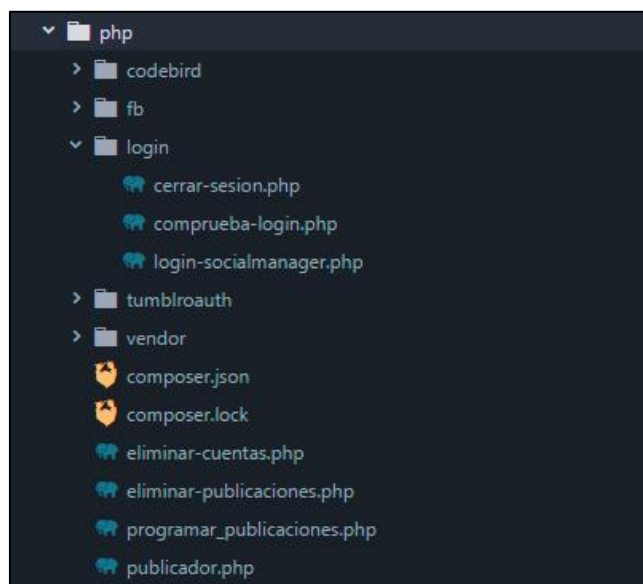 php
codebird
fb
login
cerrar-sesion.php
comprueba-login.php
login-socialmanager.php
tumblroauth
vendor
composer.json
composer.lock
eliminar-cuentas.php
eliminar-publicaciones.php
programar_publicaciones.php
publicador.php